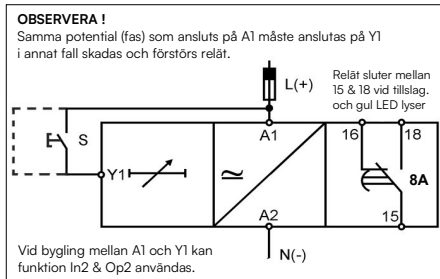 OBSERVERA !
Samma potential (fas) som ansluts på A1 måste anslutas på Y1
i annat fall skadas och förstörs relät.
L(+)
Relät sluter mellan
15 & 18 vid tillslag.
och gul LED lyser
S
A1
16
18
Y1
8A
A2
15
Vid bygling mellan A1 och Y1 kan
funktion In2 & Op2 användas.
N(-)